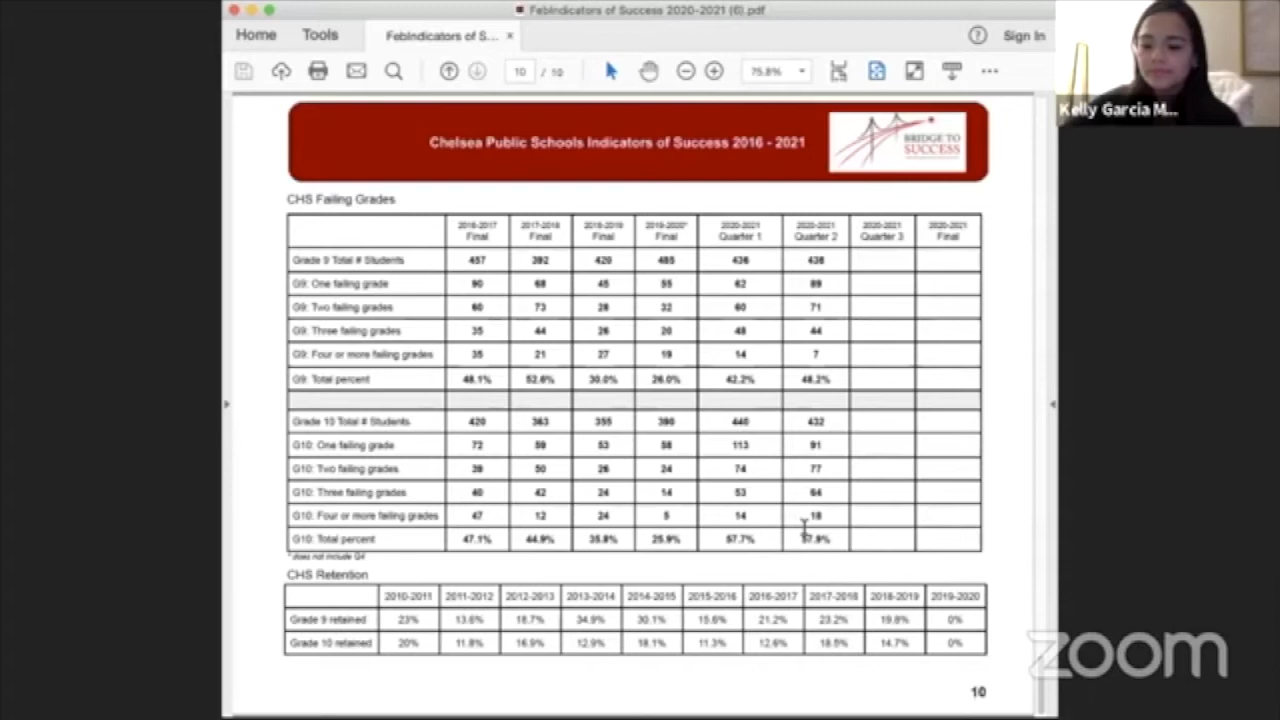 FebIndicators of Success 2020-2021 (6).pdf
Home Tools FebIndicators of S... × Sign In
10 / 10 75.8%
Kelly Garcia M...
Chelsea Public Schools Indicators of Success 2016 - 2021
BRIDGE TO
SUCCESS
CHS Failing Grades
2016-2017 Final 2017-2018 Final 2018-2019 Final 2019-2020* Final 2020-2021 Quarter 1 2020-2021 Quarter 2 2020-2021 Quarter 3 2020-2021 Final
Grade 9 Total # Students 457 392 420 485 436 438
G9: One failing grade 90 68 45 55 62 89
G9: Two failing grades 60 73 28 32 60 71
G9: Three failing grades 35 44 26 20 48 44
G9: Four or more failing grades 35 21 27 19 14 7
G9: Total percent 48.1% 52.6% 30.0% 26.0% 42.2% 48.2%
Grade 10 Total # Students 420 363 355 390 440 432
G10: One failing grade 72 59 53 58 113 91
G10: Two failing grades 39 50 26 24 74 77
G10: Three failing grades 40 42 24 14 53 64
G10: Four or more failing grades 47 12 24 5 14 18
G10: Total percent 47.1% 44.9% 35.8% 25.9% 57.7% 57.9%
* does not include Q4
CHS Retention
2010-2011 2011-2012 2012-2013 2013-2014 2014-2015 2015-2016 2016-2017 2017-2018 2018-2019 2019-2020
Grade 9 retained 23% 13.6% 18.7% 34.9% 30.1% 15.6% 21.2% 23.2% 19.8% 0%
Grade 10 retained 20% 11.8% 16.9% 12.9% 18.1% 11.3% 12.6% 18.5% 14.7% 0%
zoom
10